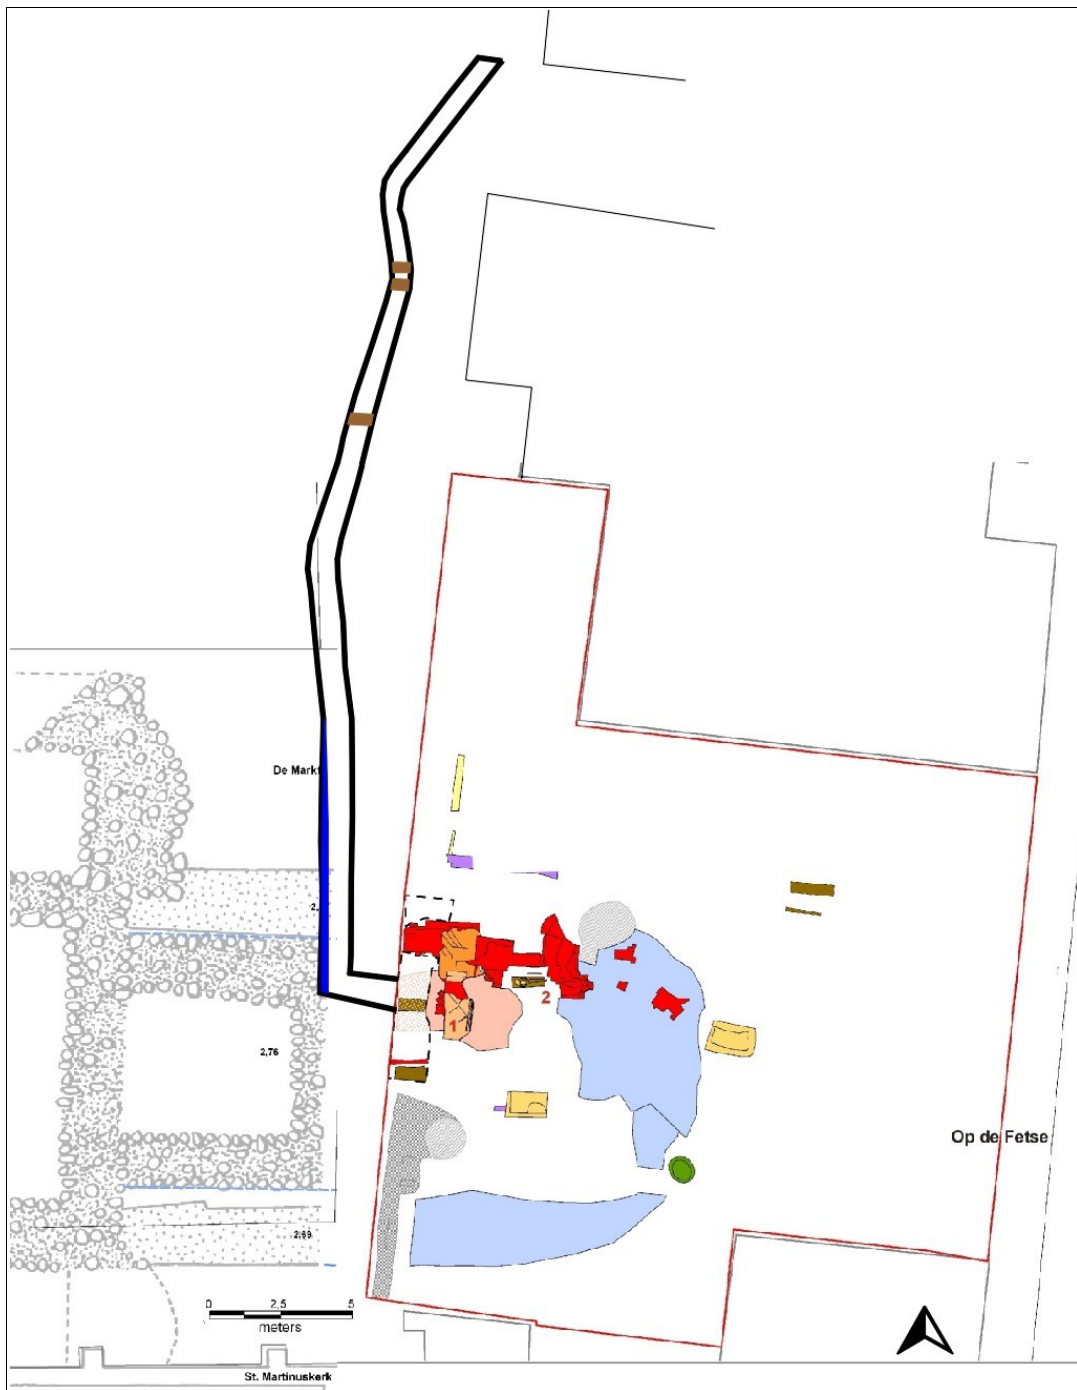 De Markt
2,76
1
2
Op de Fetse
2,69
0 2,5 5
meters
St. Martinuskerk